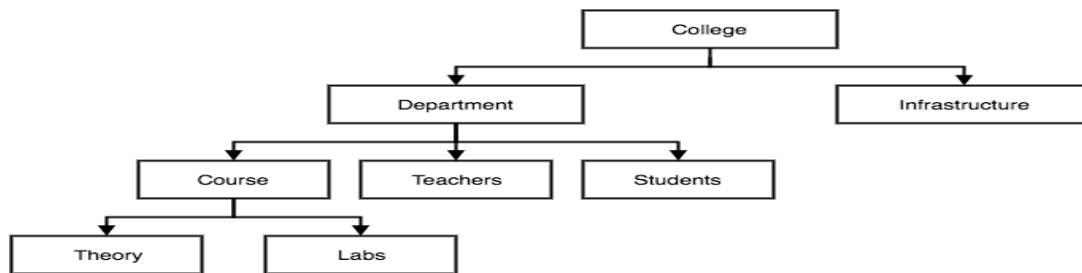 College
Department
Infrastructure
Course
Teachers
Students
Theory
Labs